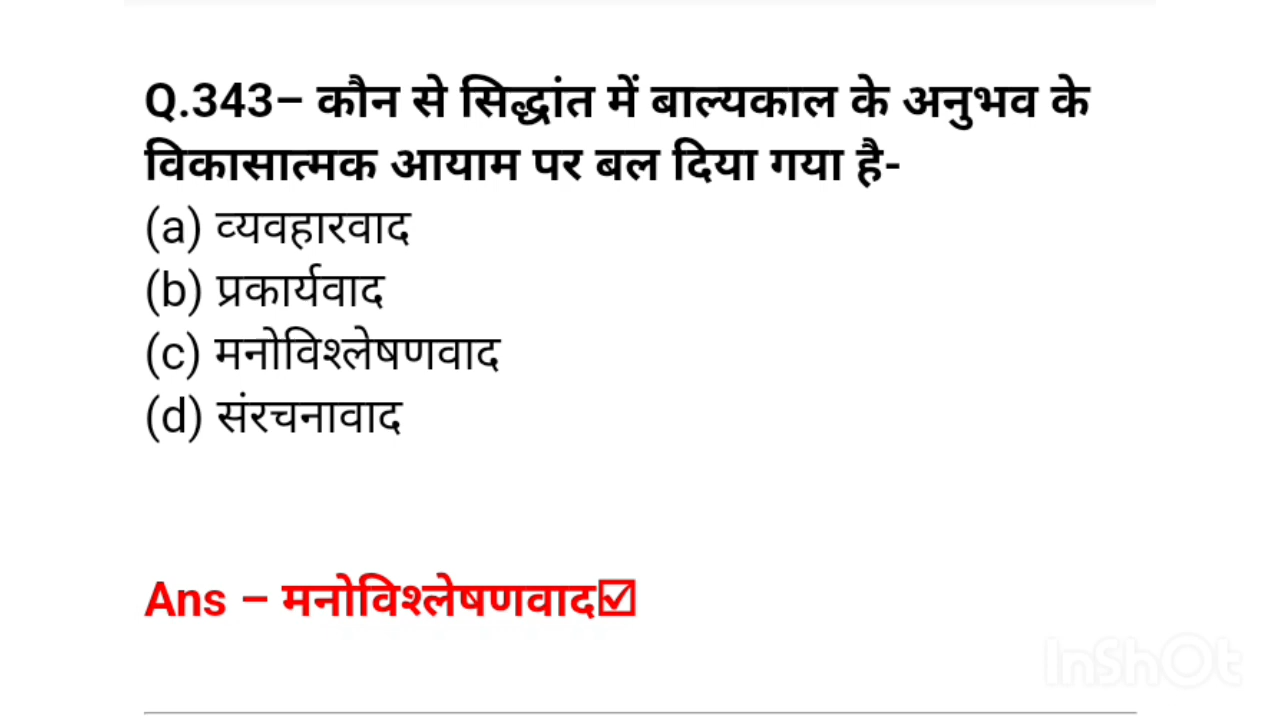 Q.343– कौन से सिद्धांत में बाल्यकाल के अनुभव के
विकासात्मक आयाम पर बल दिया गया है-
(a) व्यवहारवाद
(b) प्रकार्यवाद
(c) मनोविश्लेषणवाद
(d) संरचनावाद
Ans – मनोविश्लेषणवाद☑
InShOt